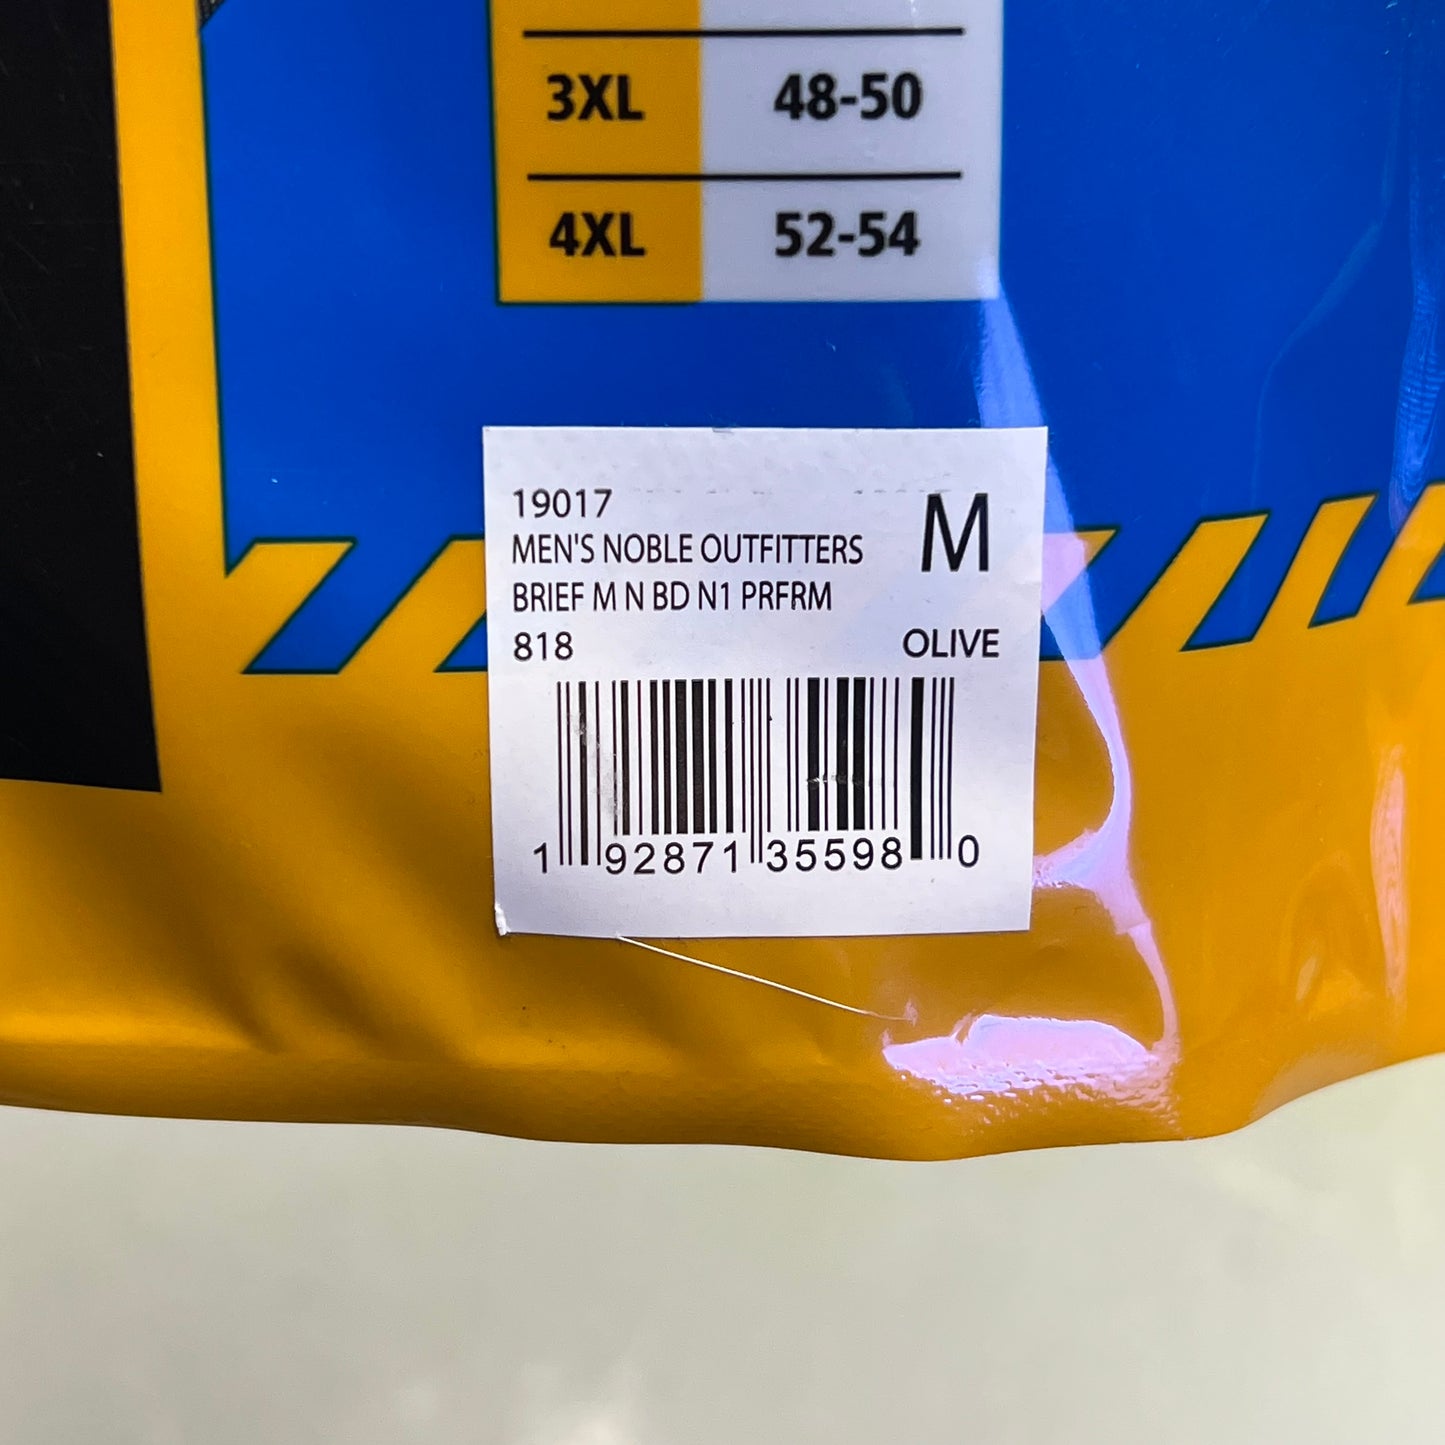 3XL 48-50
4XL 52-54
19017 M
MEN'S NOBLE OUTFITTERS
BRIEF M N BD N1 PRFRM
818 OLIVE
1 92871 35598 0